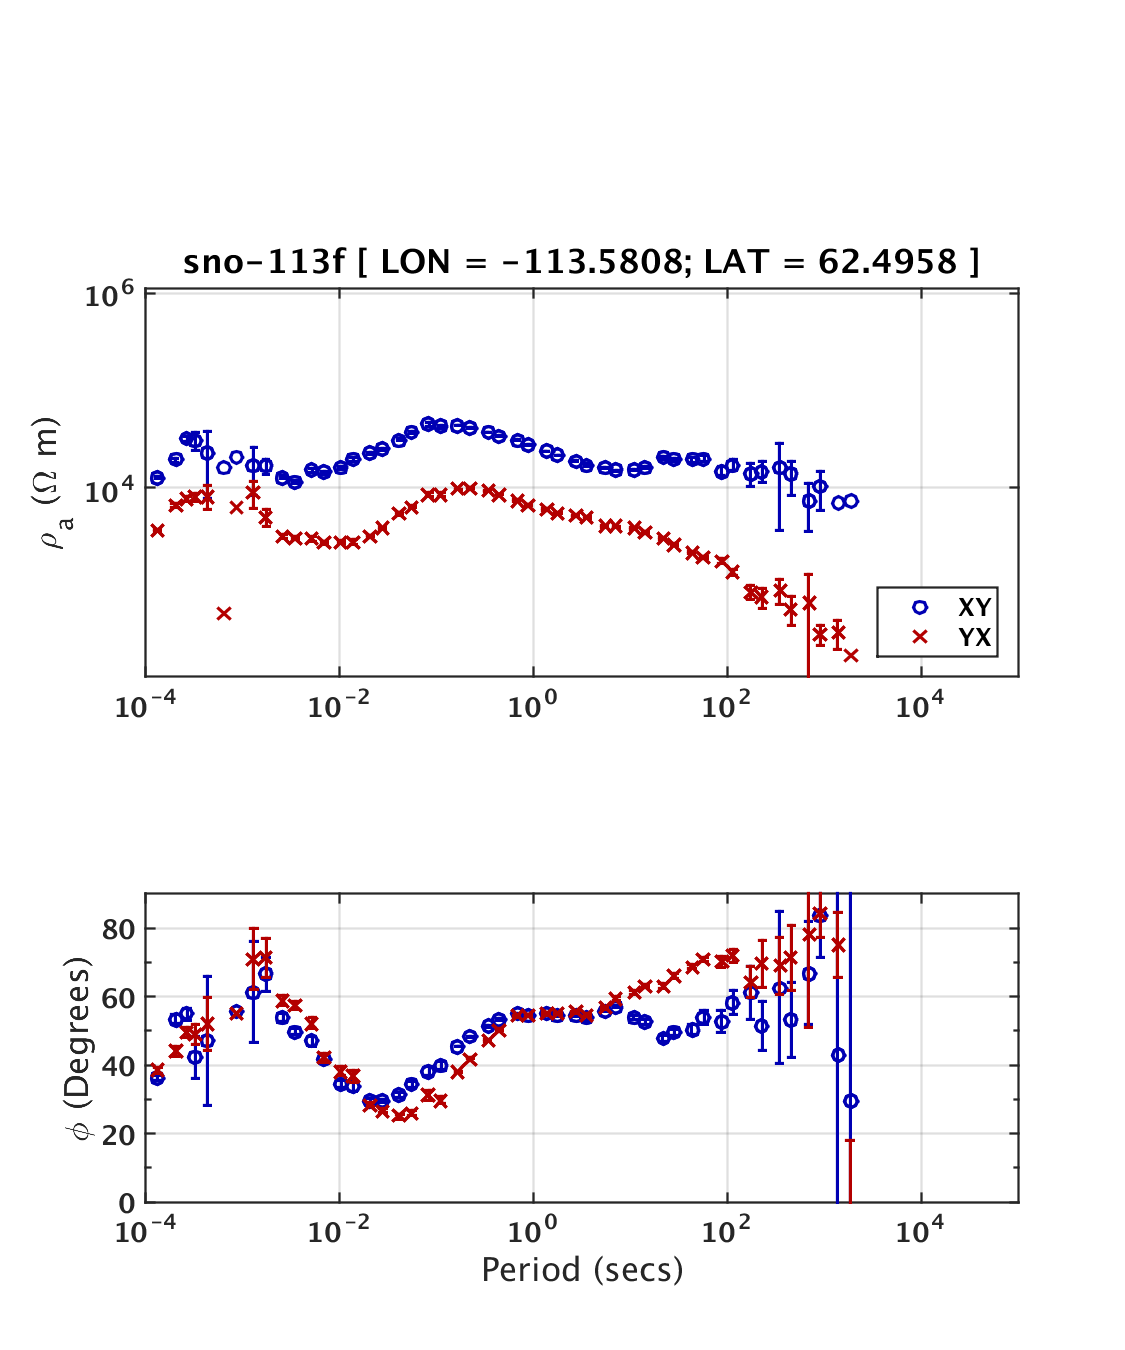 sno-113f [ LON = -113.5808; LAT = 62.4958 ]
10^6
10^4
ρ_a (Ω m)
XY
YX
10^-4 10^-2 10^0 10^2 10^4
80
60
40
20
0
ϕ (Degrees)
10^-4 10^-2 10^0 10^2 10^4
Period (secs)